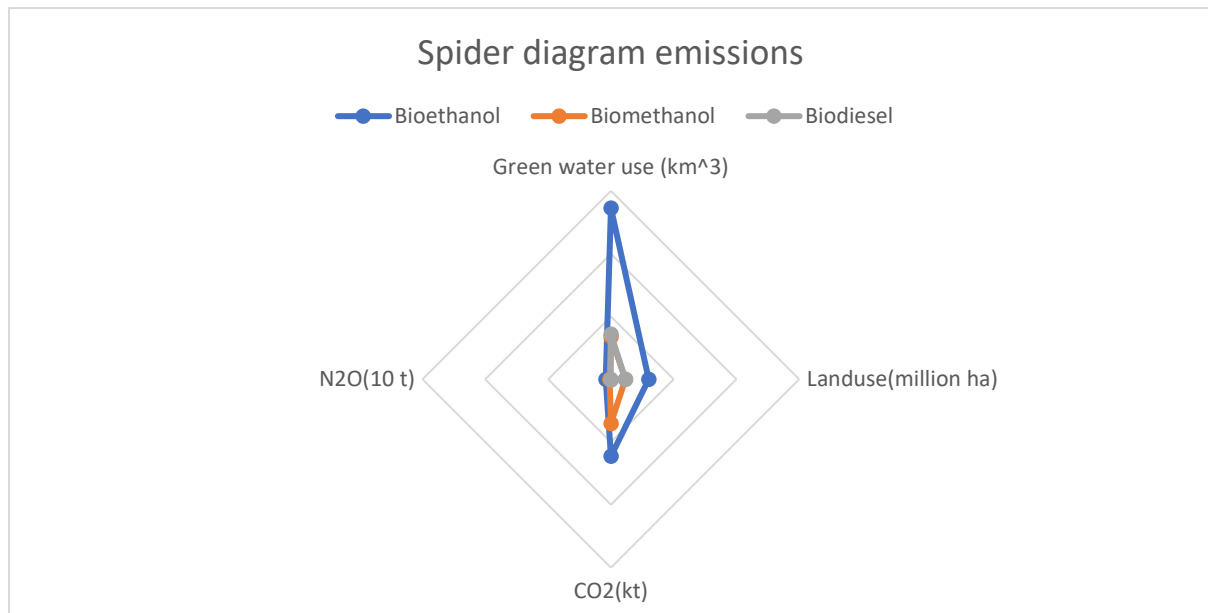 Spider diagram emissions
Bioethanol Biomethanol Biodiesel
Green water use (km^3)
N2O(10 t)
Landuse(million ha)
CO2(kt)